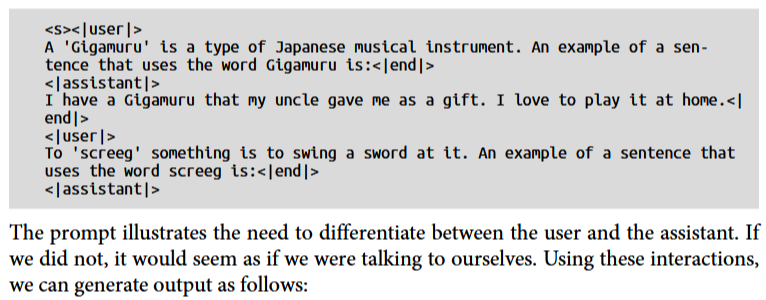 <s><|user|>
A 'Gigamuru' is a type of Japanese musical instrument. An example of a sen-
tence that uses the word Gigamuru is:<|end|>
<|assistant|>
I have a Gigamuru that my uncle gave me as a gift. I love to play it at home.<|
end|>
<|user|>
To 'screeg' something is to swing a sword at it. An example of a sentence that
uses the word screeg is:<|end|>
<|assistant|>
The prompt illustrates the need to differentiate between the user and the assistant. If
we did not, it would seem as if we were talking to ourselves. Using these interactions,
we can generate output as follows: